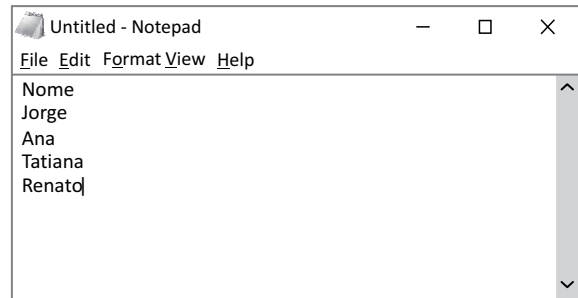 Untitled - Notepad
File Edit Format View Help
Nome
Jorge
Ana
Tatiana
Renato